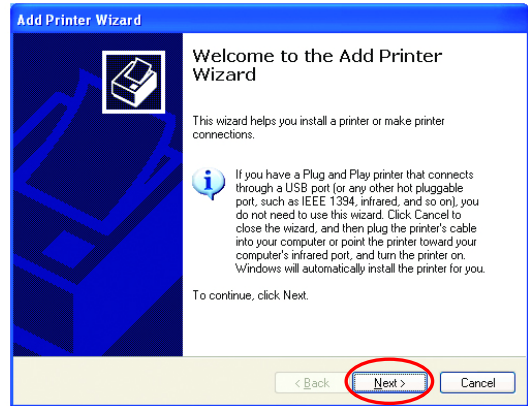 Add Printer Wizard
Welcome to the Add Printer
Wizard
This wizard helps you install a printer or make printer
connections.
If you have a Plug and Play printer that connects
through a USB port (or any other hot pluggable
port, such as IEEE 1394, infrared, and so on), you
do not need to use this wizard. Click Cancel to
close the wizard, and then plug the printer's cable
into your computer or point the printer toward your
computer's infrared port, and turn the printer on.
Windows will automatically install the printer for you.
To continue, click Next.
< Back Next > Cancel